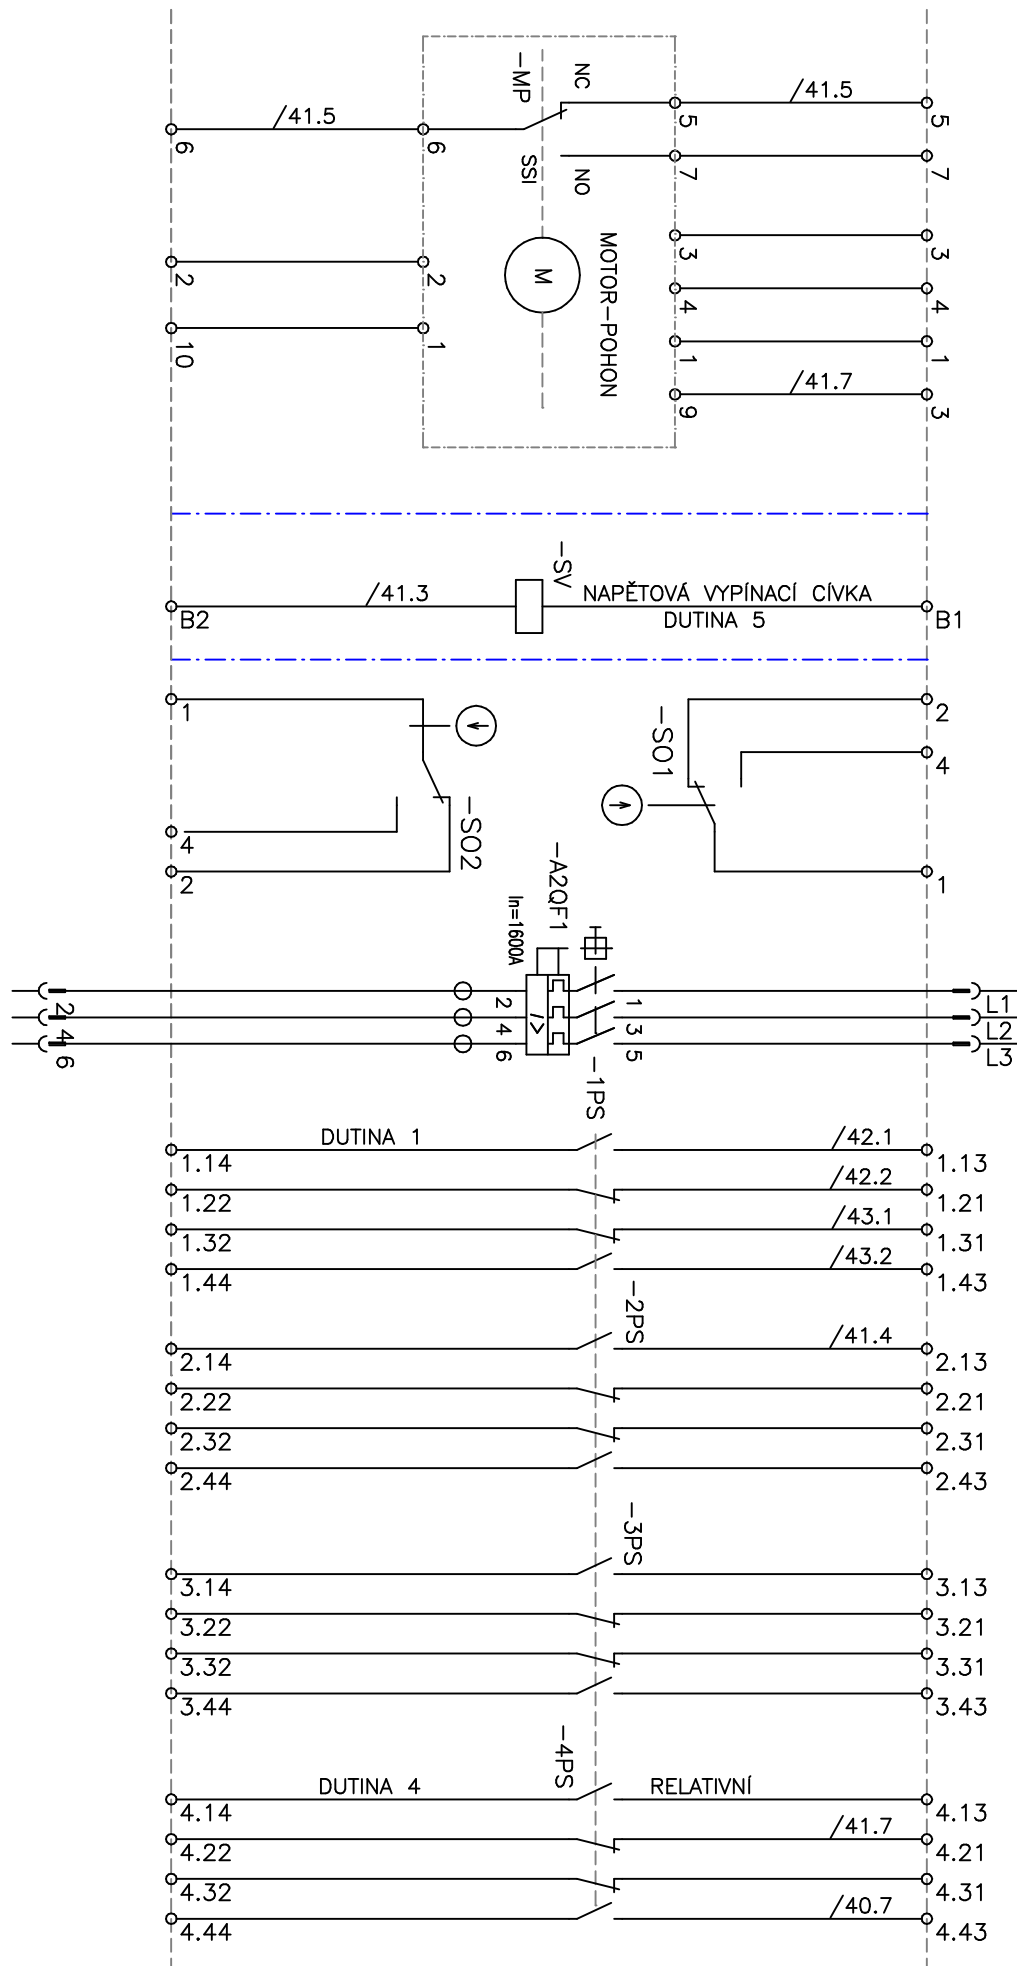 -MP
NC
/41.5
5
/41.5
5
6
6
SSI
NO
7
7
MOTOR-POHON
3
3
M
2
2
4
4
10
1
1
1
/41.7
9
3
-SV
/41.3
NAPĚTOVÁ VYPÍNACÍ CÍVKA
B2
DUTINA 5
B1
1
-SO1
2
4
-SO2
4
2
1
-A2QF1
In=1600A
2
2
1
L1
4
4
I>
3
L2
6
6
5
L3
-1PS
DUTINA 1
/42.1
1.14
1.13
/42.2
1.22
1.21
/43.1
1.32
1.31
/43.2
1.44
1.43
-2PS
/41.4
2.14
2.13
2.22
2.21
2.32
2.31
2.44
2.43
-3PS
3.14
3.13
3.22
3.21
3.32
3.31
3.44
3.43
-4PS
DUTINA 4
RELATIVNÍ
4.14
4.13
/41.7
4.22
4.21
4.32
4.31
/40.7
4.44
4.43